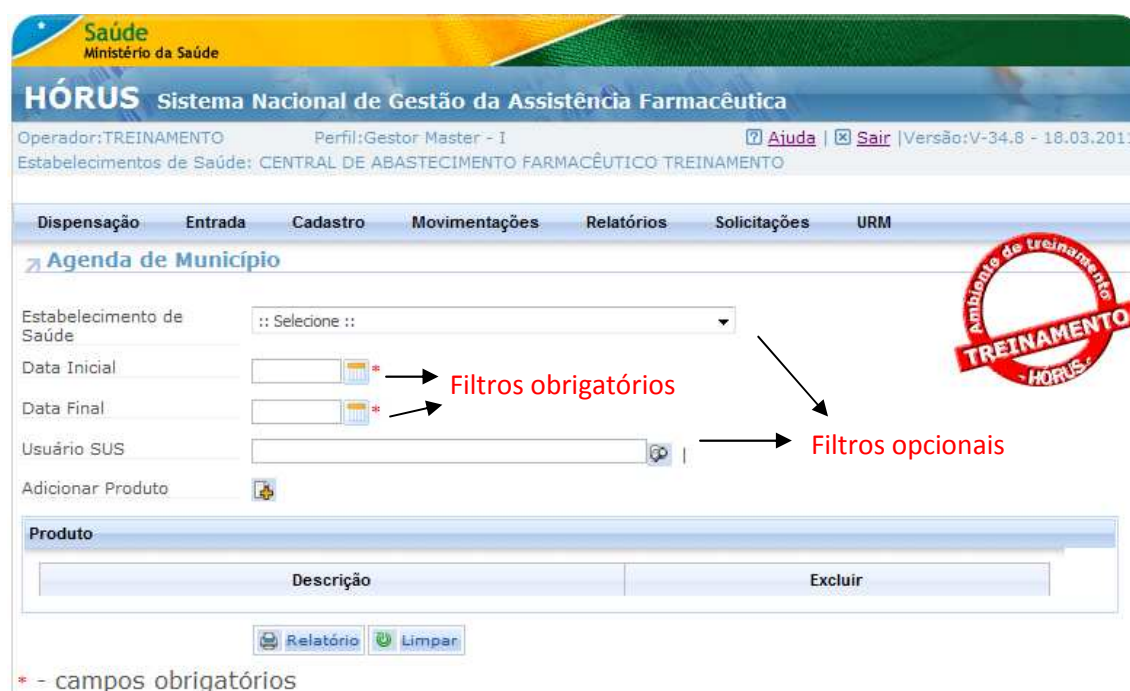 Saúde
Ministério da Saúde
HÓRUS Sistema Nacional de Gestão da Assistência Farmacêutica
Operador:TREINAMENTO Perfil:Gestor Master - I Ajuda | Sair |Versão:V-34.8 - 18.03.2011
Estabelecimentos de Saúde: CENTRAL DE ABASTECIMENTO FARMACÊUTICO TREINAMENTO
Dispensação Entrada Cadastro Movimentações Relatórios Solicitações URM
Agenda de Município
Ambiente de treinamento
TREINAMENTO
- HÓRUS -
Estabelecimento de
Saúde
:: Selecione ::
Data Inicial *
Filtros obrigatórios
Data Final *
Usuário SUS |
Filtros opcionais
Adicionar Produto
Produto
Descrição Excluir
Relatório Limpar
* - campos obrigatórios